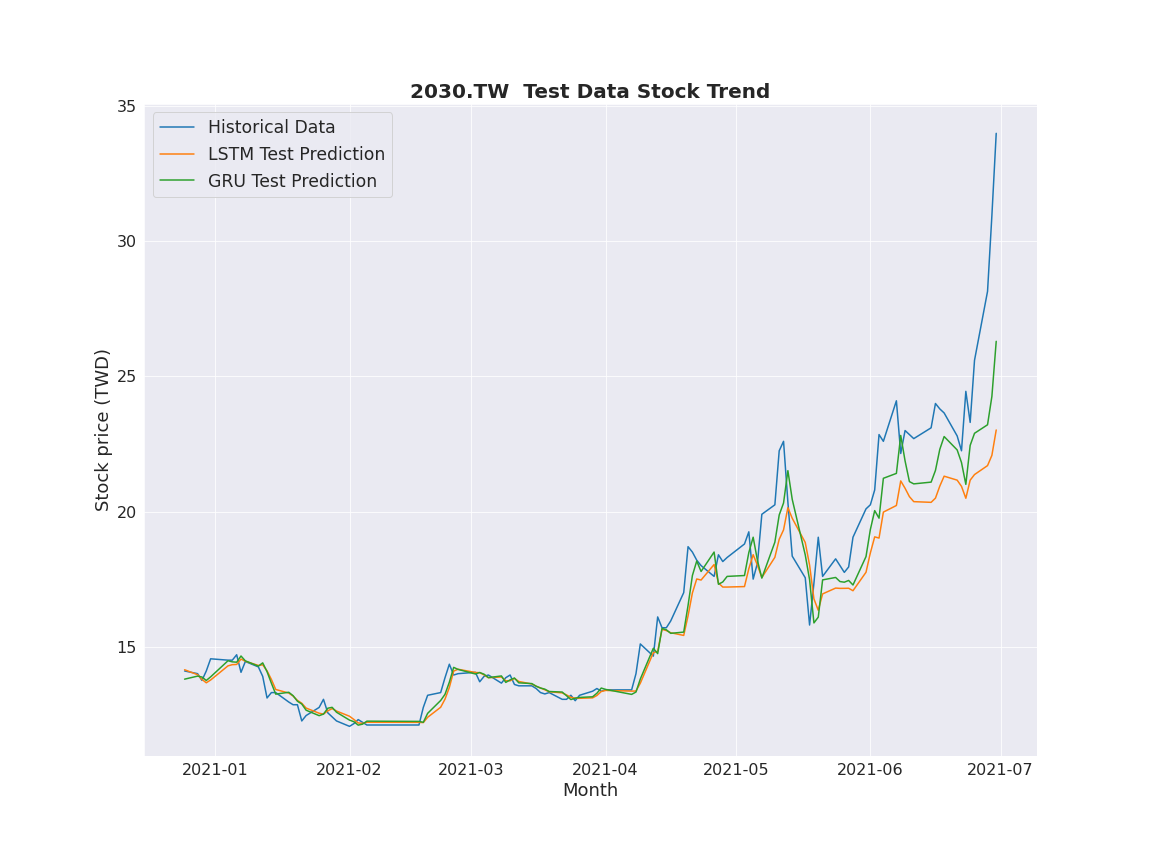 2030.TW  Test Data Stock Trend
Historical Data
LSTM Test Prediction
GRU Test Prediction
Stock price (TWD)
35
30
25
20
15
2021-01 2021-02 2021-03 2021-04 2021-05 2021-06 2021-07
Month